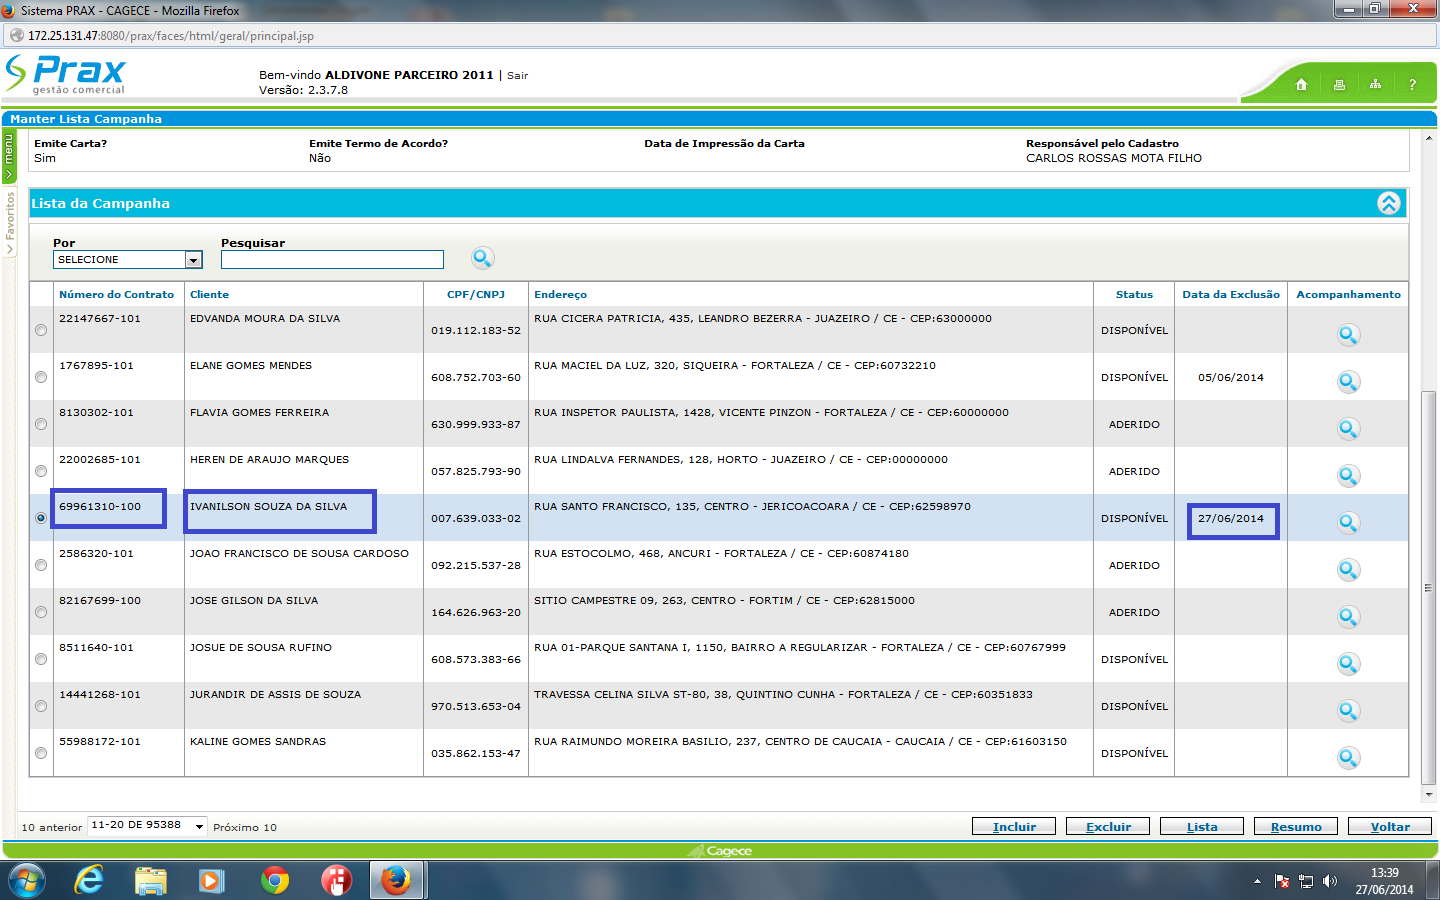 Sistema PRAX - CAGECE - Mozilla Firefox
172.25.131.47:8080/prax/faces/html/geral/principal.jsp
Prax
gestão comercial
Bem-vindo ALDIVONE PARCEIRO 2011 | Sair
Versão: 2.3.7.8
?
Manter Lista Campanha
menu
Favoritos
Emite Carta? Emite Termo de Acordo? Data de Impressão da Carta Responsável pelo Cadastro
Sim Não CARLOS ROSSAS MOTA FILHO
Lista da Campanha
Por Pesquisar
SELECIONE
Número do Contrato Cliente CPF/CNPJ Endereço Status Data da Exclusão Acompanhamento
22147667-101 EDVANDA MOURA DA SILVA 019.112.183-52 RUA CICERA PATRICIA, 435, LEANDRO BEZERRA - JUAZEIRO / CE - CEP:63000000 DISPONÍVEL
1767895-101 ELANE GOMES MENDES 608.752.703-60 RUA MACIEL DA LUZ, 320, SIQUEIRA - FORTALEZA / CE - CEP:60732210 DISPONÍVEL 05/06/2014
8130302-101 FLAVIA GOMES FERREIRA 630.999.933-87 RUA INSPETOR PAULISTA, 1428, VICENTE PINZON - FORTALEZA / CE - CEP:60000000 ADERIDO
22002685-101 HEREN DE ARAUJO MARQUES 057.825.793-90 RUA LINDALVA FERNANDES, 128, HORTO - JUAZEIRO / CE - CEP:00000000 ADERIDO
69961310-100 IVANILSON SOUZA DA SILVA 007.639.033-02 RUA SANTO FRANCISCO, 135, CENTRO - JERICOACOARA / CE - CEP:62598970 DISPONÍVEL 27/06/2014
2586320-101 JOAO FRANCISCO DE SOUSA CARDOSO 092.215.537-28 RUA ESTOCOLMO, 468, ANCURI - FORTALEZA / CE - CEP:60874180 ADERIDO
82167699-100 JOSE GILSON DA SILVA 164.626.963-20 SITIO CAMPESTRE 09, 263, CENTRO - FORTIM / CE - CEP:62815000 ADERIDO
8511640-101 JOSUE DE SOUSA RUFINO 608.573.383-66 RUA 01-PARQUE SANTANA I, 1150, BAIRRO A REGULARIZAR - FORTALEZA / CE - CEP:60767999 DISPONÍVEL
14441268-101 JURANDIR DE ASSIS DE SOUZA 970.513.653-04 TRAVESSA CELINA SILVA ST-80, 38, QUINTINO CUNHA - FORTALEZA / CE - CEP:60351833 DISPONÍVEL
55988172-101 KALINE GOMES SANDRAS 035.862.153-47 RUA RAIMUNDO MOREIRA BASILIO, 237, CENTRO DE CAUCAIA - CAUCAIA / CE - CEP:61603150 DISPONÍVEL
10 anterior 11-20 DE 95388 Próximo 10 Incluir Excluir Lista Resumo Voltar
Cagece
13:39
27/06/2014